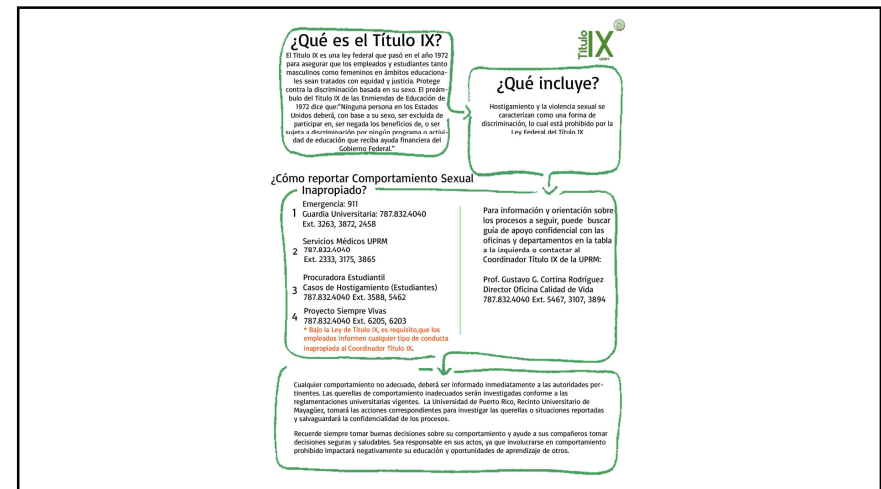 ¿Qué es el Título IX?
El Título IX es una ley federal que pasó en el año 1972
para asegurar que los empleados y estudiantes tanto
masculinos como femeninos en ámbitos educaciona-
les sean tratados con equidad y justicia. Protege
contra la discriminación basada en su sexo. El preám-
bulo del Título IX de las Enmiendas de Educación de
1972 dice que:"Ninguna persona en los Estados
Unidos deberá, con base a su sexo, ser excluida de
participar en, ser negada los beneficios de, o ser
sujeta a discriminación por ningún programa o activi-
dad de educación que reciba ayuda financiera del
Gobierno Federal."
Título IX
UPRM
¿Qué incluye?
Hostigamiento y la violencia sexual se
caracterizan como una forma de
discriminación, lo cual está prohibido por la
Ley Federal del Título IX
¿Cómo reportar Comportamiento Sexual
Inapropiado?
Emergencia: 911
1 Guardia Universitaria: 787.832.4040
Ext. 3263, 3872, 2458
Servicios Médicos UPRM
2 787.832.4040
Ext. 2333, 3175, 3865
Procuradora Estudiantil
3 Casos de Hostigamiento (Estudiantes)
787.832.4040 Ext. 3588, 5462
4 Proyecto Siempre Vivas
787.832.4040 Ext. 6205, 6203
* Bajo la Ley de Título IX, es requisito,que los
empleados informen cualquier tipo de conducta
inapropiada al Coordinador Título IX.
Para información y orientación sobre
los procesos a seguir, puede buscar
guía de apoyo confidencial con las
oficinas y departamentos en la tabla
a la izquierda o contactar al
Coordinador Título IX de la UPRM:
Prof. Gustavo G. Cortina Rodríguez
Director Oficina Calidad de Vida
787.832.4040 Ext. 5467, 3107, 3894
Cualquier comportamiento no adecuado, deberá ser informado inmediatamente a las autoridades per-
tinentes. Las querellas de comportamiento inadecuados serán investigadas conforme a las
reglamentaciones universitarias vigentes. La Universidad de Puerto Rico, Recinto Universitario de
Mayagüez, tomará las acciones correspondientes para investigar las querellas o situaciones reportadas
y salvaguardará la confidencialidad de los procesos.
Recuerde siempre tomar buenas decisiones sobre su comportamiento y ayude a sus compañeros tomar
decisiones seguras y saludables. Sea responsable en sus actos, ya que involucrarse en comportamiento
prohibido impactará negativamente su educación y oportunidades de aprendizaje de otros.